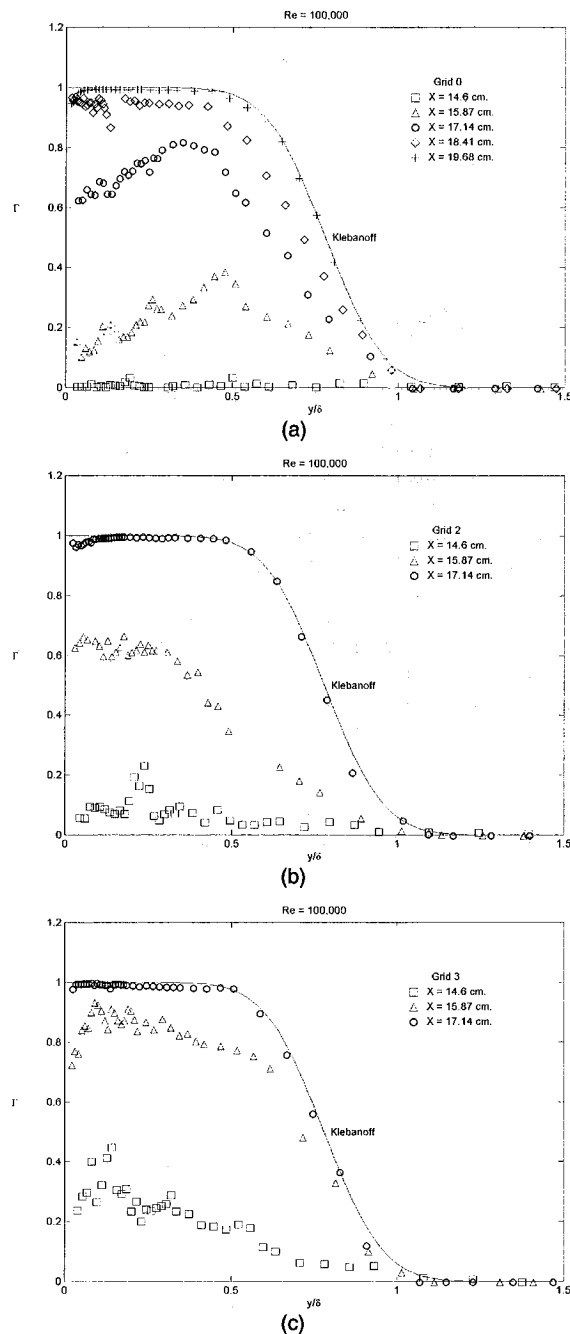 Re = 100,000
1.2
1
0.8
0.6
0.4
0.2
0
Γ
Grid 0
X = 14.6 cm.
X = 15.87 cm.
X = 17.14 cm.
X = 18.41 cm.
X = 19.68 cm.
Klebanoff
0
0.5
1
1.5
y/δ
(a)
Re = 100,000
1.2
1
0.8
0.6
0.4
0.2
0
Γ
Grid 2
X = 14.6 cm.
X = 15.87 cm.
X = 17.14 cm.
Klebanoff
0
0.5
1
1.5
y/δ
(b)
Re = 100,000
1.2
1
0.8
0.6
0.4
0.2
0
Γ
Grid 3
X = 14.6 cm.
X = 15.87 cm.
X = 17.14 cm.
Klebanoff
0
0.5
1
1.5
y/δ
(c)